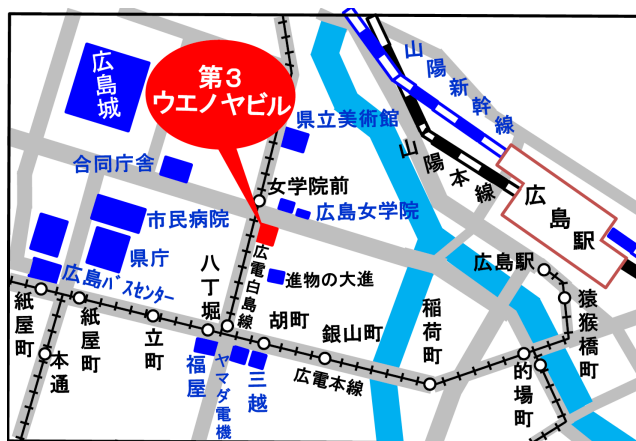 広島城
第3
ウエノヤビル
山陽新幹線
県立美術館
山陽本線
合同庁舎
女学院前
広島女学院
広島駅
市民病院
県庁
広電白島線
広島バスセンター
八丁堀
進物の大進
広島駅
猿猴橋町
紙屋町
紙屋町
本通
立町
胡町
銀山町
稲荷町
的場町
福屋
ヤマダ電機
三越
広電本線